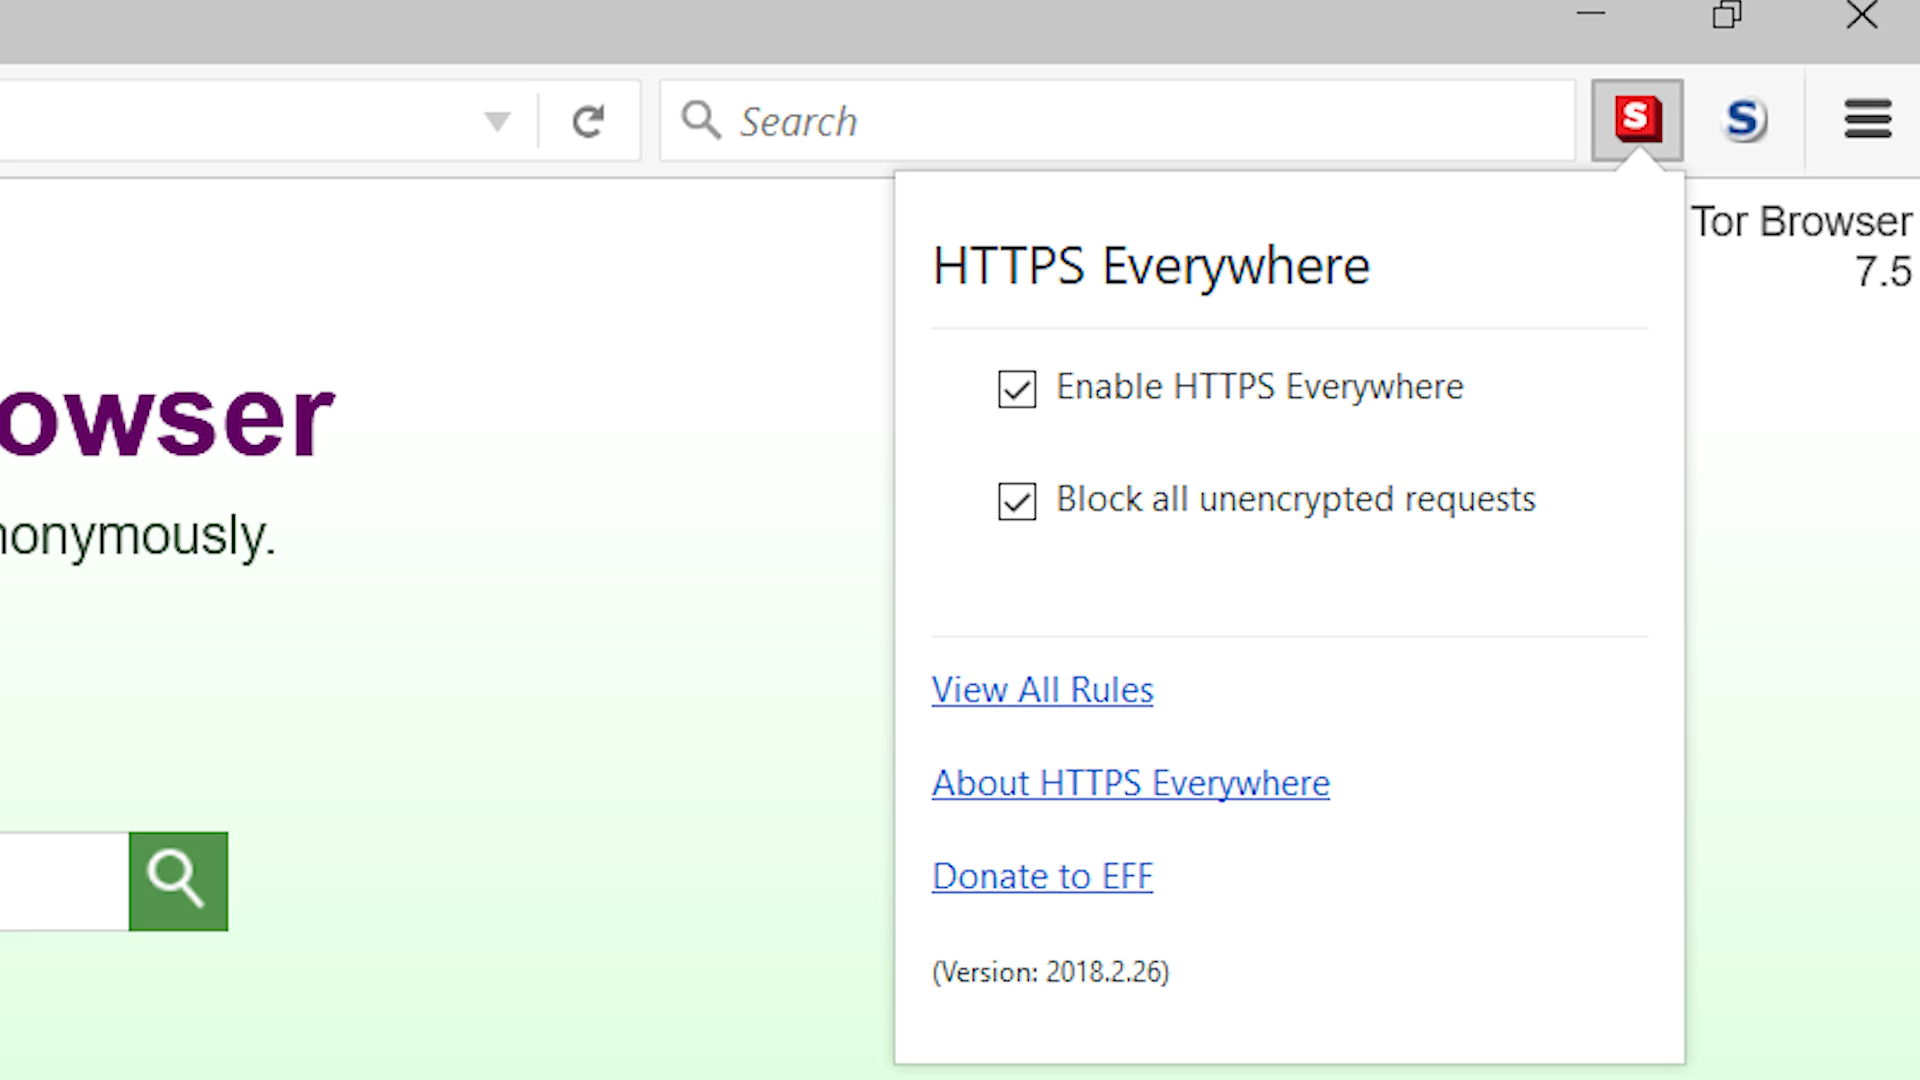 Search
S
S
Tor Browser
7.5
HTTPS Everywhere
Enable HTTPS Everywhere
Block all unencrypted requests
View All Rules
About HTTPS Everywhere
Donate to EFF
(Version: 2018.2.26)
owser
nonymously.